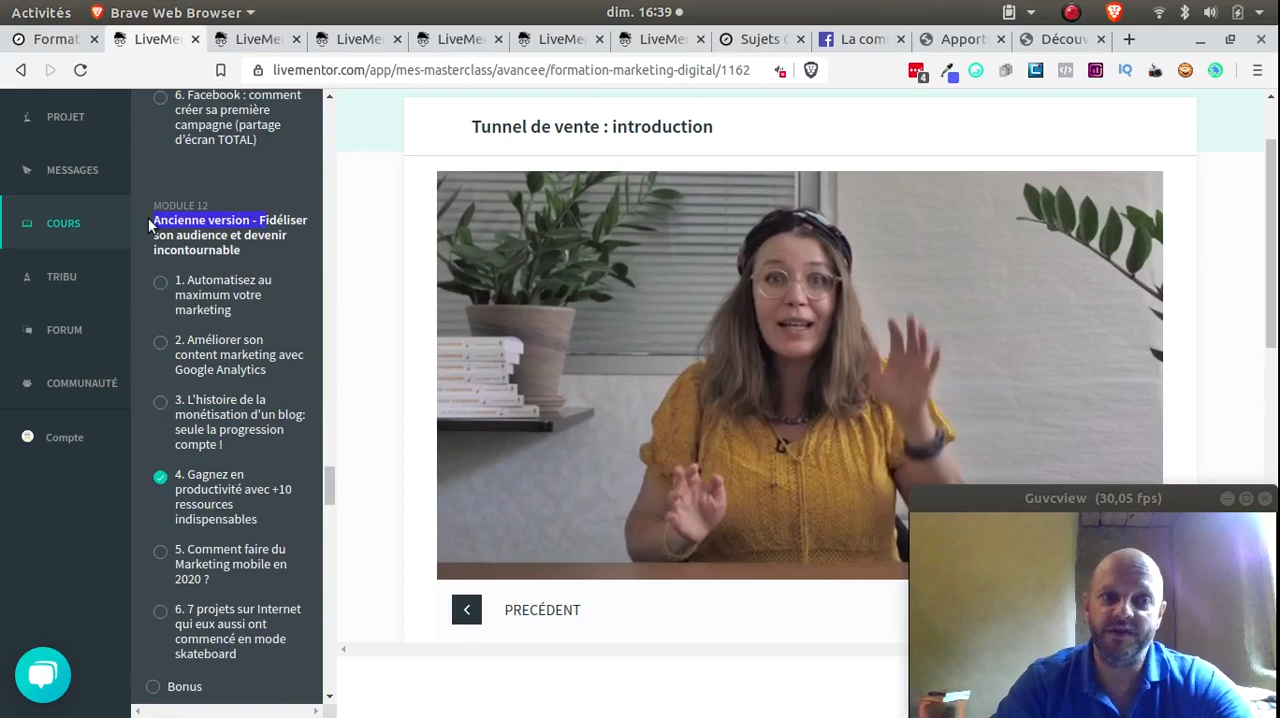 Activités
Brave Web Browser
dim. 16:39
Format
LiveMen
LiveMer
LiveMe
LiveMe
LiveMe
LiveMer
Sujets C
La com
Apport
Découv
livementor.com/app/mes-masterclass/avancee/formation-marketing-digital/1162
4
IQ
PROJET
MESSAGES
COURS
TRIBU
FORUM
COMMUNAUTÉ
Compte
6. Facebook : comment
créer sa première
campagne (partage
d'écran TOTAL)
MODULE 12
Ancienne version - Fidéliser
son audience et devenir
incontournable
1. Automatisez au
maximum votre
marketing
2. Améliorer son
content marketing avec
Google Analytics
3. L'histoire de la
monétisation d'un blog:
seule la progression
compte !
4. Gagnez en
productivité avec +10
ressources
indispensables
5. Comment faire du
Marketing mobile en
2020 ?
6. 7 projets sur Internet
qui eux aussi ont
commencé en mode
skateboard
Bonus
Tunnel de vente : introduction
PRECÉDENT
Guvcview (30,05 fps)